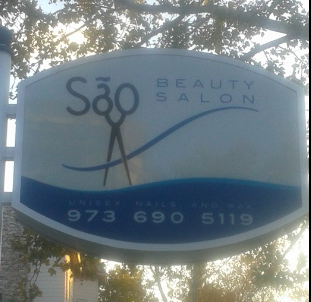 São BEAUTY
SALON
UNISEX, NAILS, AND WAX
973 690 5119